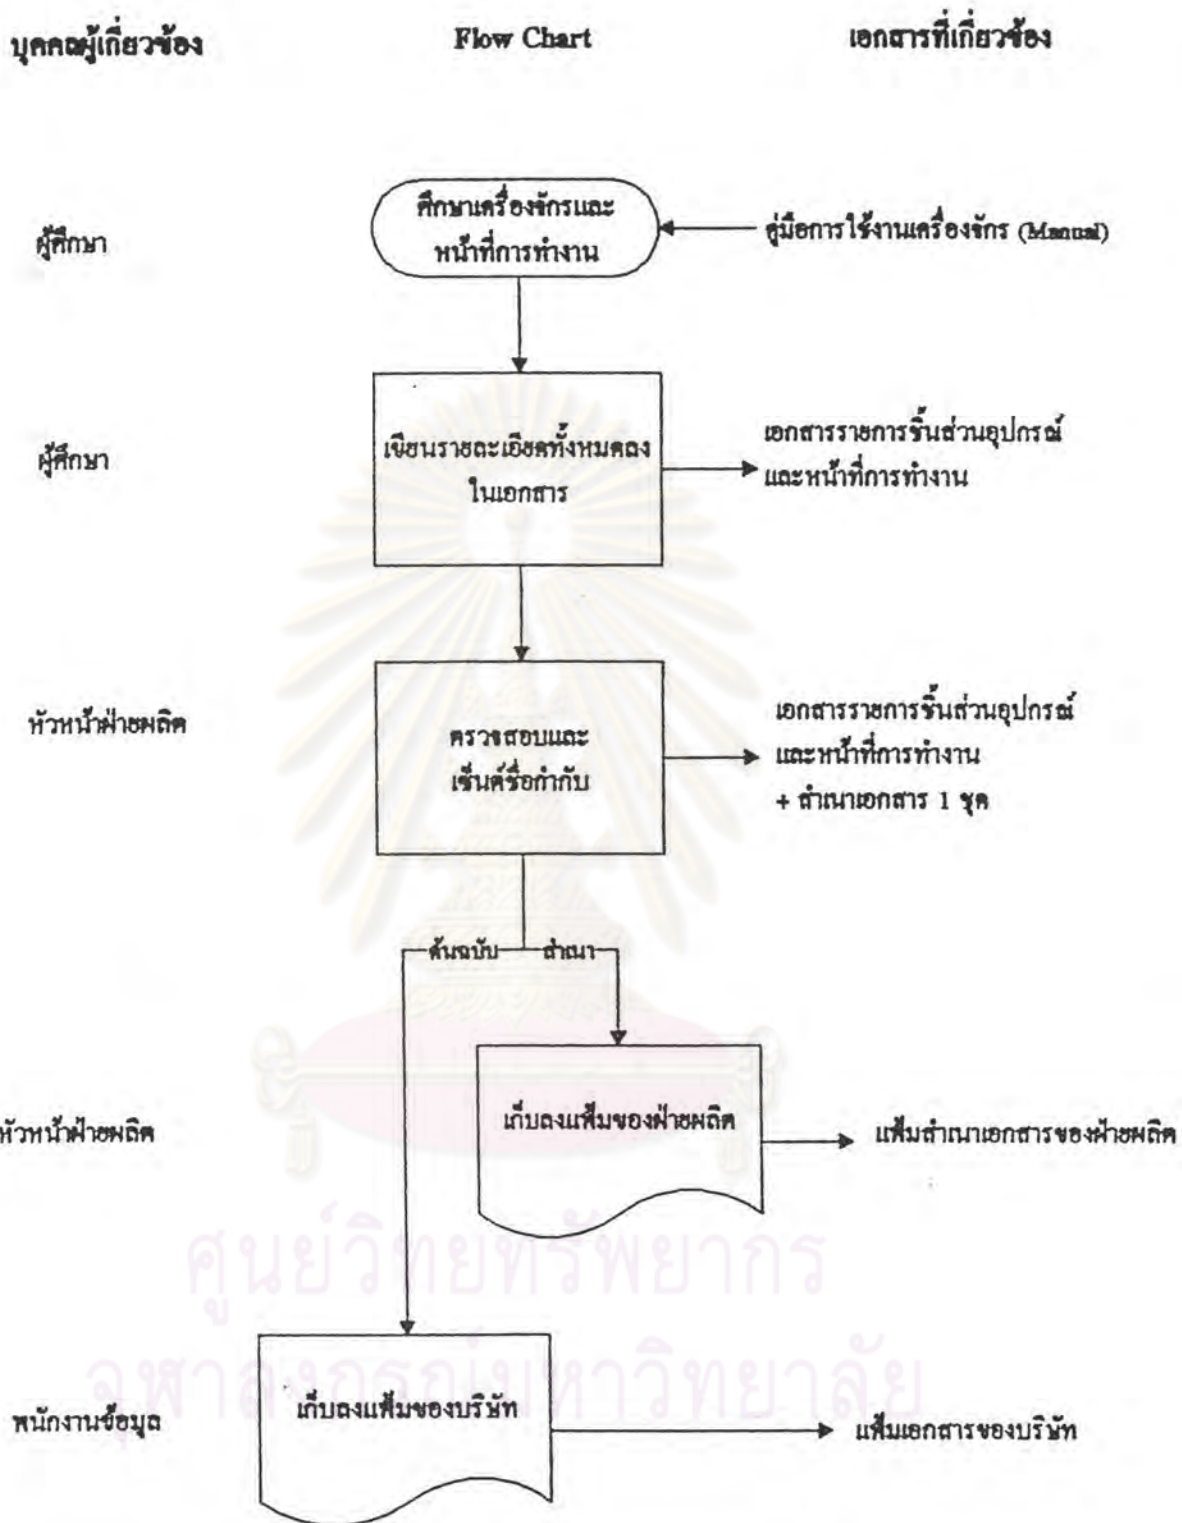 บุคคลผู้เกี่ยวข้อง
Flow Chart
เอกสารที่เกี่ยวข้อง
ผู้ศึกษา
ศึกษาเครื่องจักรและ
หน้าที่การทำงาน
คู่มือการใช้งานเครื่องจักร (Manual)
ผู้ศึกษา
เขียนรายละเอียดทั้งหมดลง
ในเอกสาร
เอกสารรายการชิ้นส่วนอุปกรณ์
และหน้าที่การทำงาน
หัวหน้าฝ่ายผลิต
ตรวจสอบและ
เซ็นต์ชื่อกำกับ
เอกสารรายการชิ้นส่วนอุปกรณ์
และหน้าที่การทำงาน
+ สำเนาเอกสาร 1 ชุด
ต้นฉบับ
สำเนา
หัวหน้าฝ่ายผลิต
เก็บลงแฟ้มของฝ่ายผลิต
แฟ้มสำเนาเอกสารของฝ่ายผลิต
ศูนย์วิทยทรัพยากร
จุฬาลงกรณ์มหาวิทยาลัย
พนักงานข้อมูล
เก็บลงแฟ้มของบริษัท
แฟ้มเอกสารของบริษัท